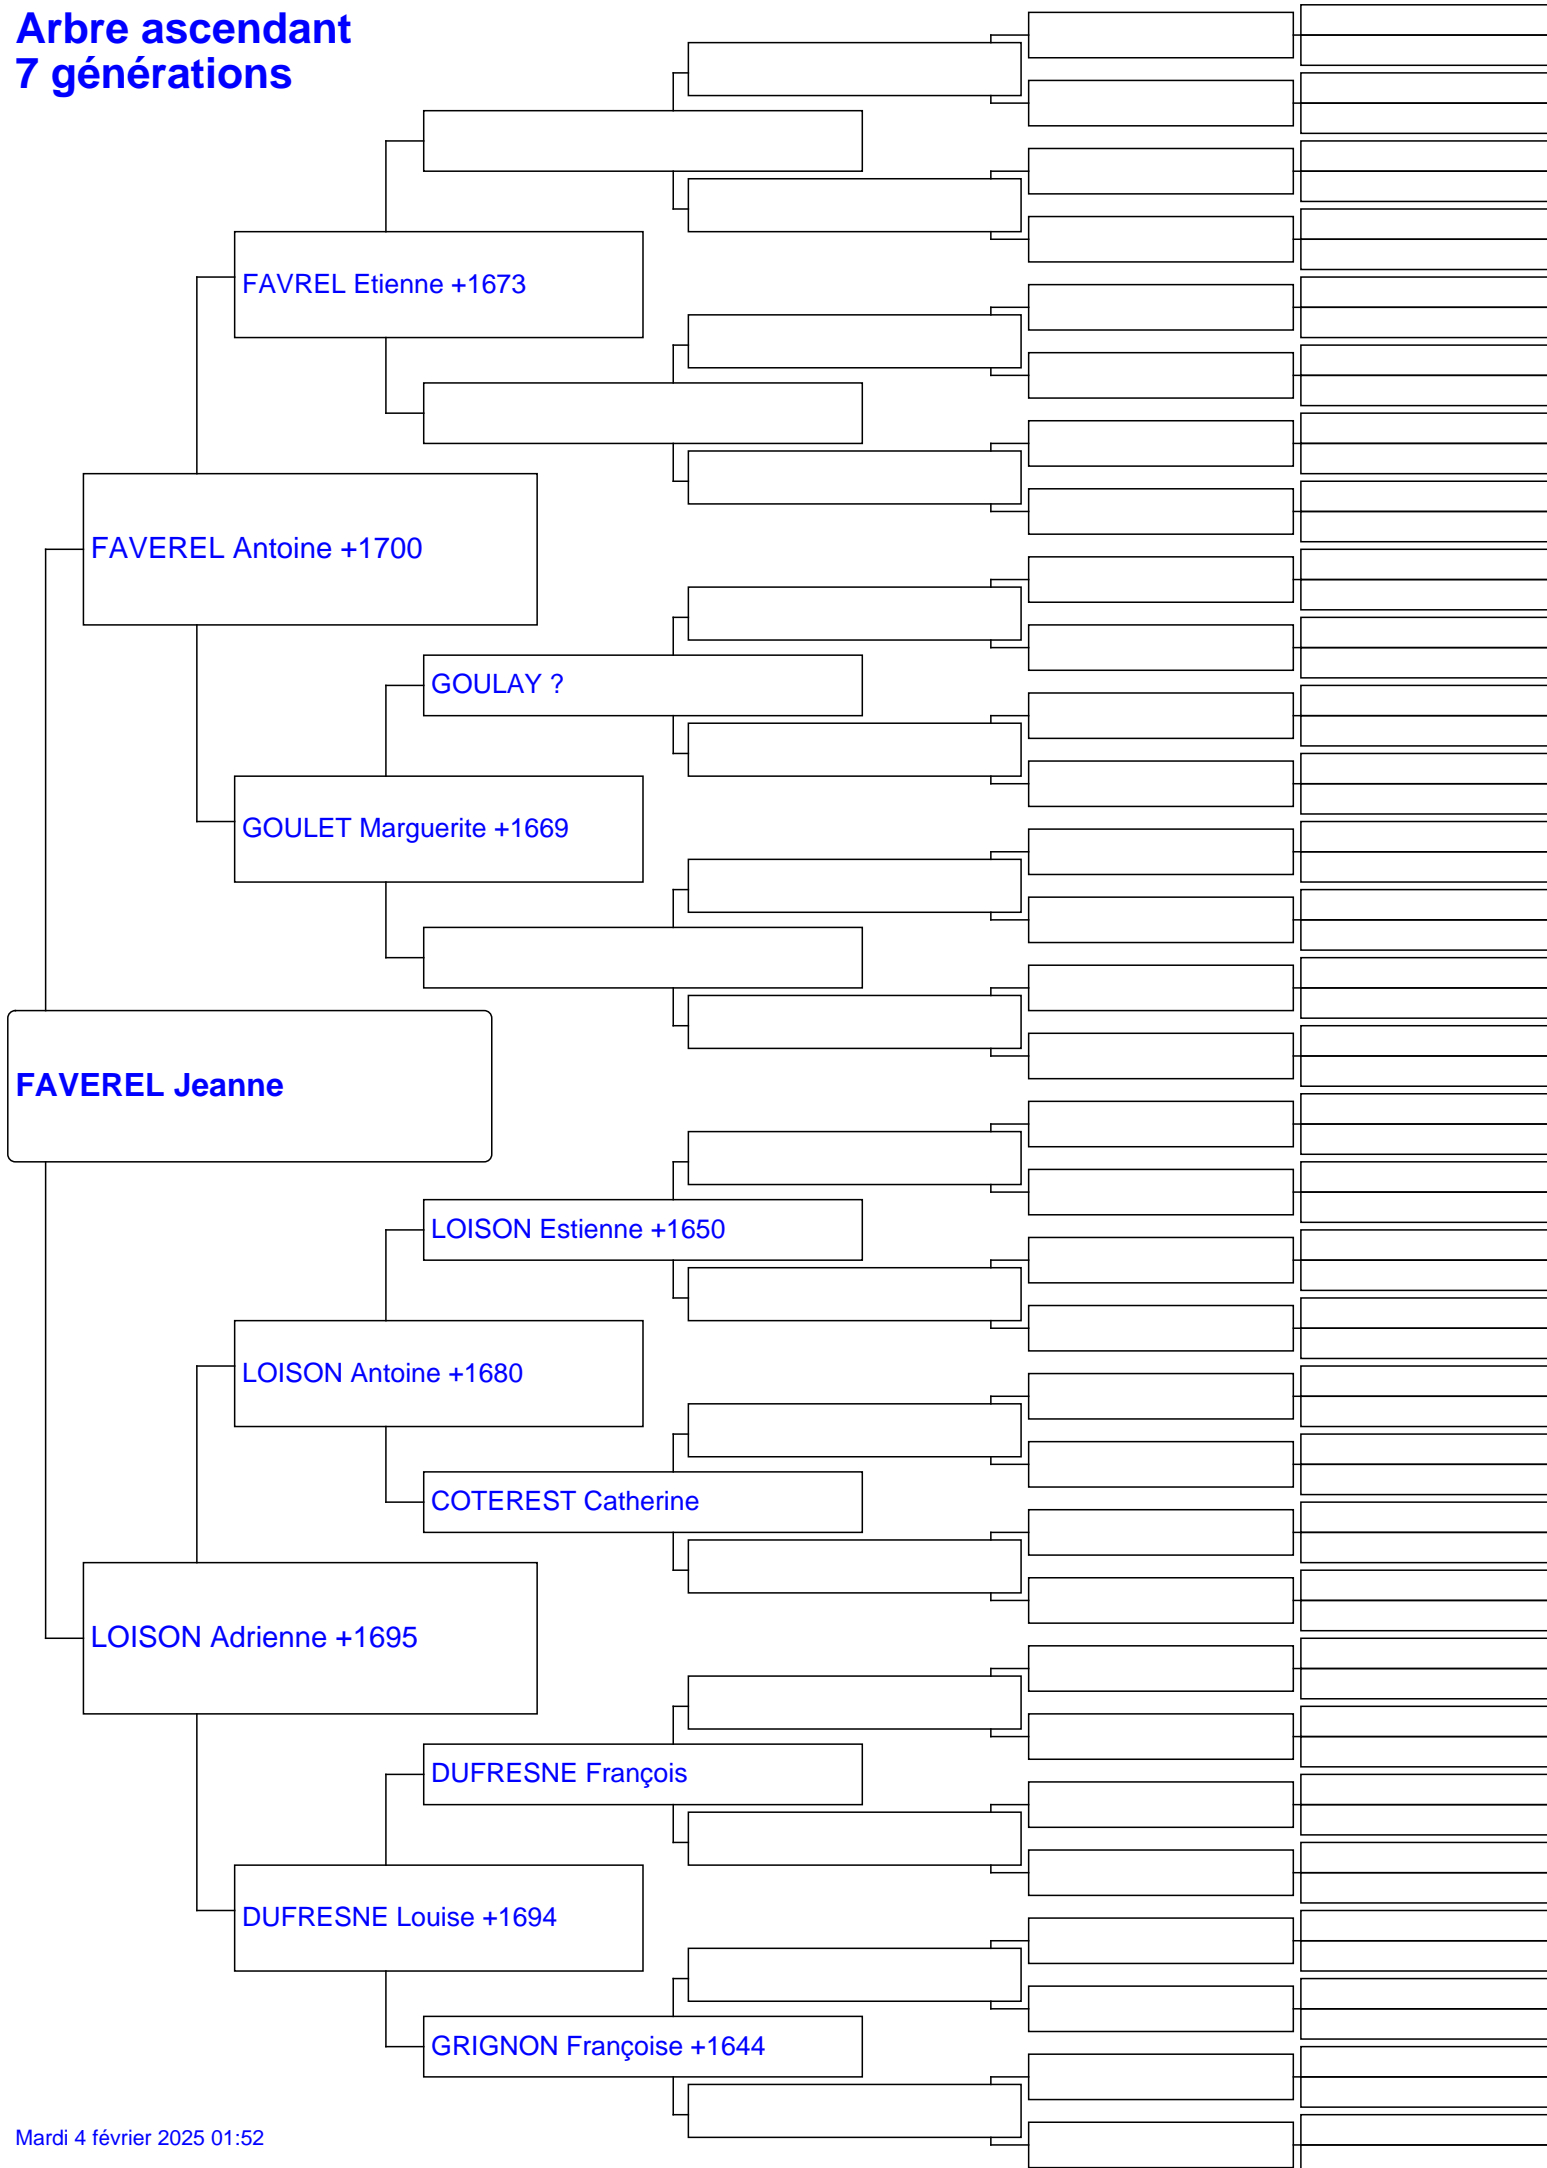 Arbre ascendant
7 générations
FAVREL Etienne +1673
FAVEREL Antoine +1700
GOULAY ?
GOULET Marguerite +1669
FAVEREL Jeanne
LOISON Estienne +1650
LOISON Antoine +1680
COTEREST Catherine
LOISON Adrienne +1695
DUFRESNE François
DUFRESNE Louise +1694
GRIGNON Françoise +1644
Mardi 4 février 2025 01:52